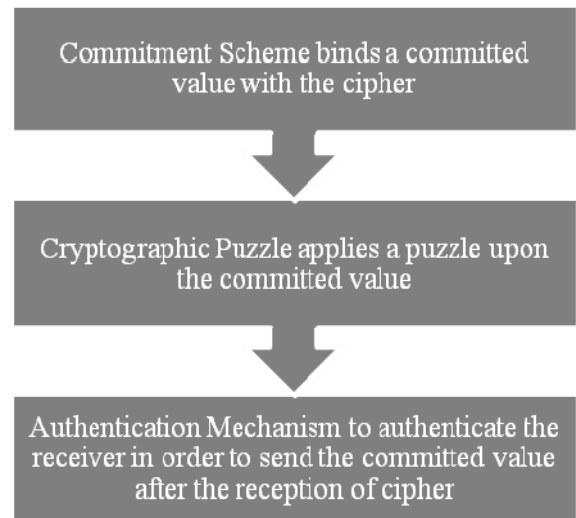 Commitment Scheme binds a committed
value with the cipher
Cryptographic Puzzle applies a puzzle upon
the committed value
Authentication Mechanism to authenticate the
receiver in order to send the committed value
after the reception of cipher